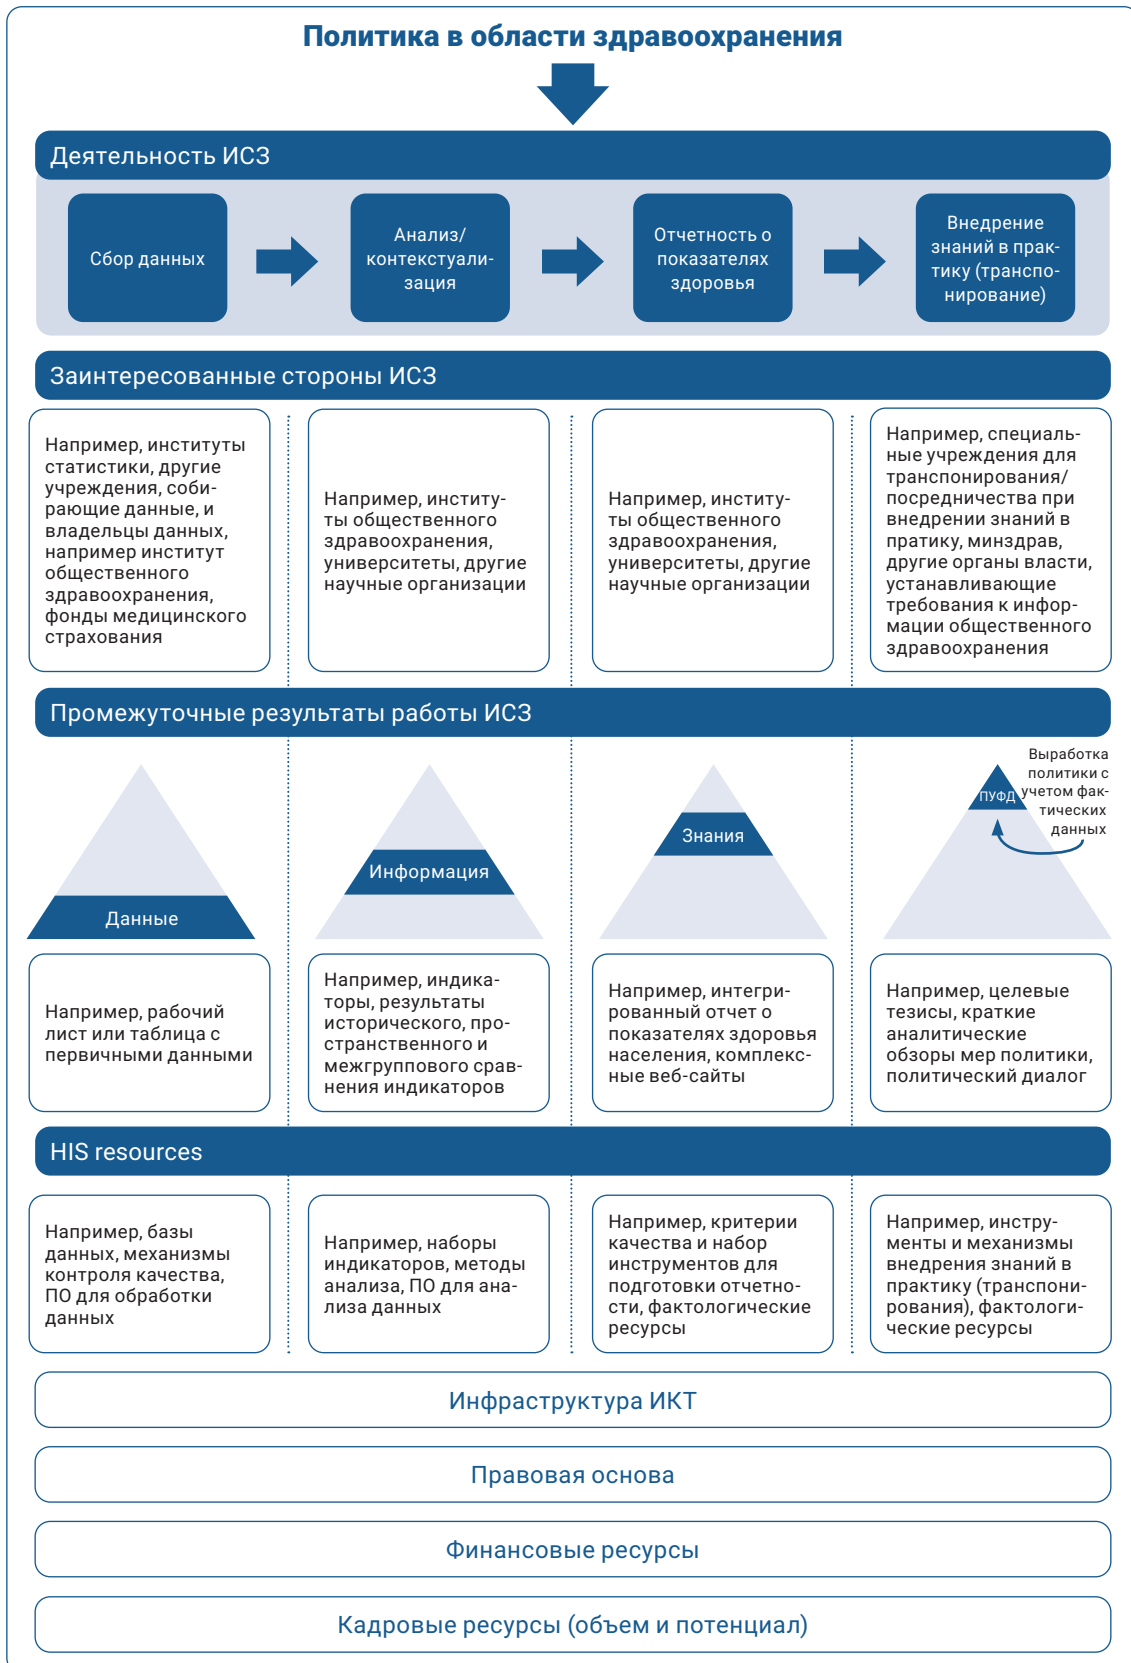 Политика в области здравоохранения
Деятельность ИСЗ
Сбор данных
Анализ/
контекстуали-
зация
Отчетность о
показателях
здоровья
Внедрение
знаний в прак-
тику (транспо-
нирование)
Заинтересованные стороны ИСЗ
Например, институты
статистики, другие
учреждения, соби-
рающие данные, и
владельцы данных,
например институт
общественного
здравоохранения,
фонды медицинского
страхования
Например, институ-
ты общественного
здравоохранения,
университеты, другие
научные организации
Например, институ-
ты общественного
здравоохранения,
университеты, другие
научные организации
Например, специаль-
ные учреждения для
транспонирования/
посредничества при
внедрении знаний в
пратику, минздрав,
другие органы власти,
устанавливающие
требования к инфор-
мации общественного
здравоохранения
Промежуточные результаты работы ИСЗ
Данные
Информация
Знания
ПУФД
Выработка
политики с
учетом фак-
тических
данных
Например, рабочий
лист или таблица с
первичными данными
Например, индика-
торы, результаты
исторического, про-
странственного и
межгруппового срав-
нения индикаторов
Например, интегри-
рованный отчет о
показателях здоровья
населения, комплекс-
ные веб-сайты
Например, целевые
тезисы, краткие
аналитические
обзоры мер политики,
политический диалог
HIS resources
Например, базы
данных, механизмы
контроля качества,
ПО для обработки
данных
Например, наборы
индикаторов, методы
анализа, ПО для ана-
лиза данных
Например, критерии
качества и набор
инструментов для
подготовки отчетно-
сти, фактологические
ресурсы
Например, инстру-
менты и механизмы
внедрения знаний в
практику (транспони-
рования), фактологи-
ческие ресурсы
Инфраструктура ИКТ
Правовая основа
Финансовые ресурсы
Кадровые ресурсы (объем и потенциал)